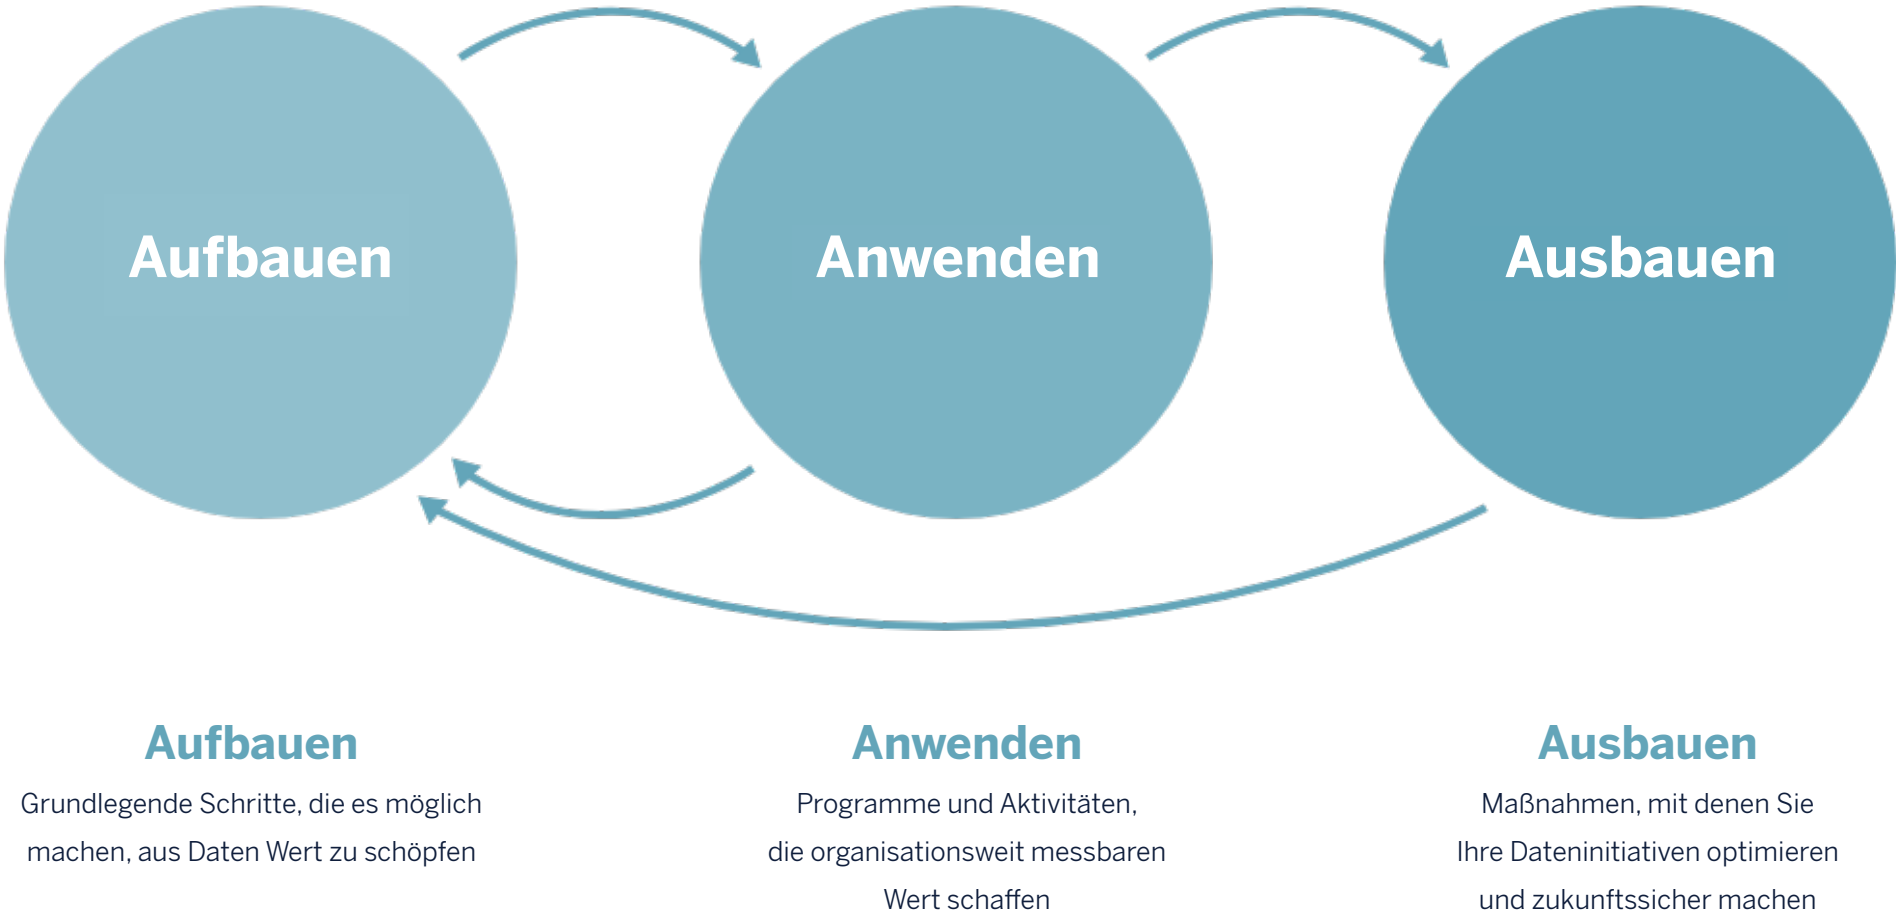 Aufbauen
Anwenden
Ausbauen
Aufbauen
Grundlegende Schritte, die es möglich
machen, aus Daten Wert zu schöpfen
Anwenden
Programme und Aktivitäten,
die organisationsweit messbaren
Wert schaffen
Ausbauen
Maßnahmen, mit denen Sie
Ihre Dateninitiativen optimieren
und zukunftssicher machen